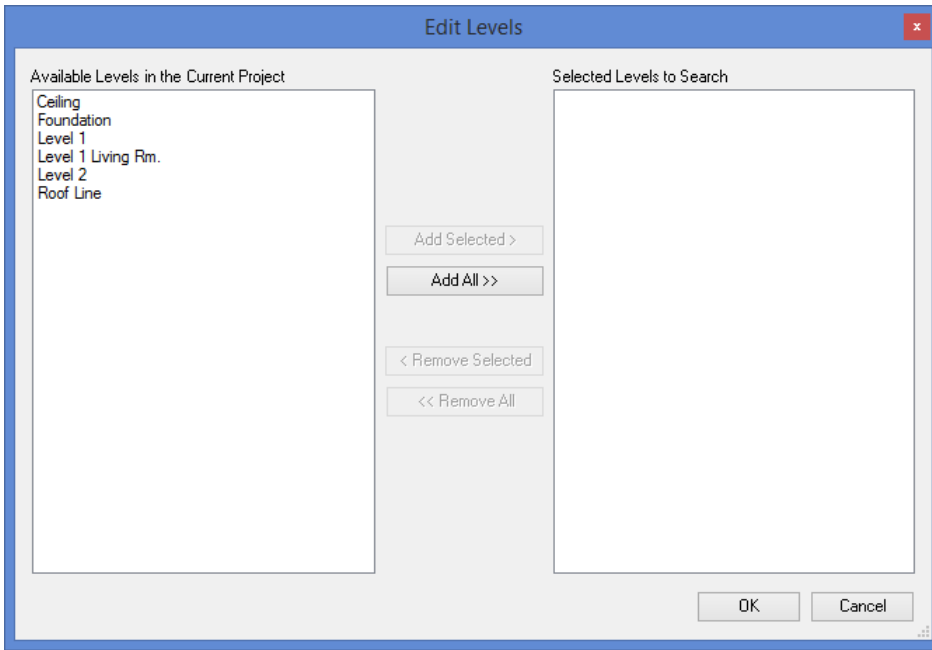 Edit Levels
x
Available Levels in the Current Project
Selected Levels to Search
Ceiling
Foundation
Level 1
Level 1 Living Rm.
Level 2
Roof Line
Add Selected >
Add All >>
< Remove Selected
<< Remove All
OK
Cancel